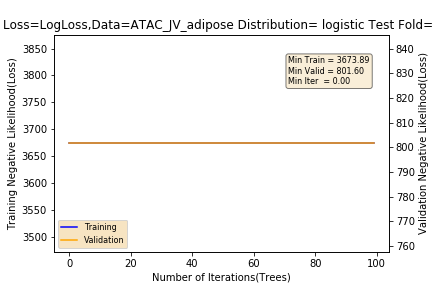 Loss=LogLoss,Data=ATAC_JV_adipose Distribution= logistic Test Fold=
3850
3800
3750
3700
3650
3600
3550
3500
Training Negative Likelihood(Loss)
Min Train = 3673.89
Min Valid = 801.60
Min Iter = 0.00
Training
Validation
840
830
820
810
800
790
780
770
760
Validation Negative Likelihood(Loss)
0 20 40 60 80 100
Number of Iterations(Trees)